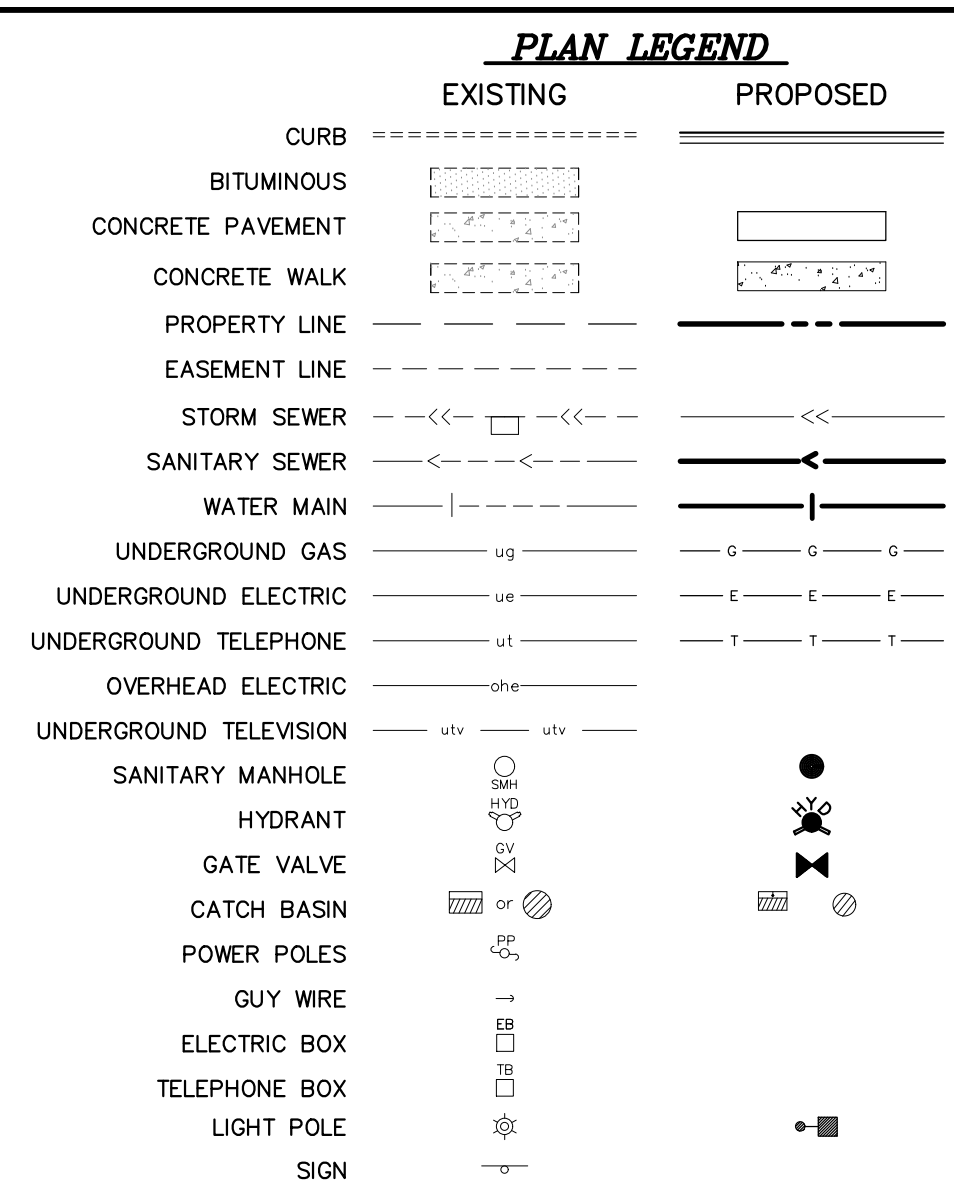 PLAN LEGEND
EXISTING PROPOSED
CURB
BITUMINOUS
CONCRETE PAVEMENT
CONCRETE WALK
PROPERTY LINE
EASEMENT LINE
STORM SEWER
SANITARY SEWER
WATER MAIN
UNDERGROUND GAS ug G G G
UNDERGROUND ELECTRIC ue E E E
UNDERGROUND TELEPHONE ut T T T
OVERHEAD ELECTRIC ohe
UNDERGROUND TELEVISION utv utv
SANITARY MANHOLE SMH
HYDRANT HYD HYD
GATE VALVE GV
CATCH BASIN or
POWER POLES PP
GUY WIRE
ELECTRIC BOX EB
TELEPHONE BOX TB
LIGHT POLE
SIGN